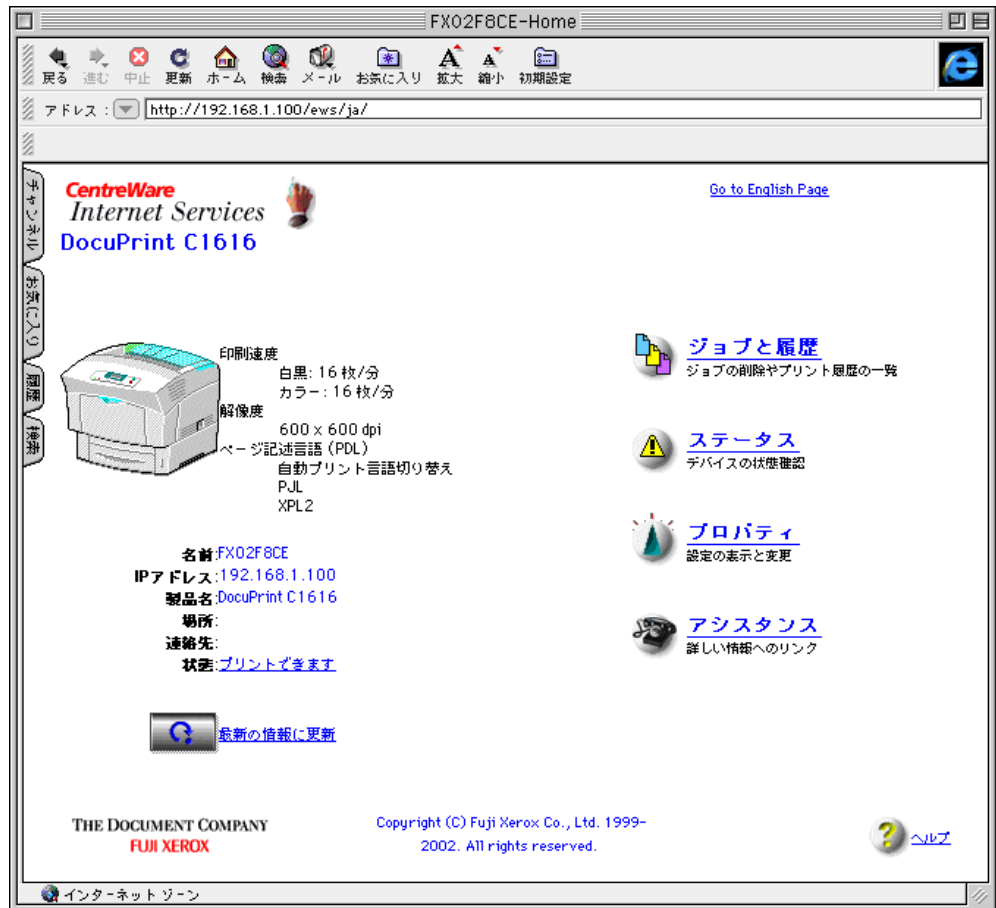 FX02F8CE-Home
戻る 進む 中止 更新 ホーム 検索 メール お気に入り 拡大 縮小 初期設定
アドレス : http://192.168.1.100/ews/ja/
チャンネル
お気に入り
履歴
検索
CentreWare
Internet Services
DocuPrint C1616
Go to English Page
印刷速度
白黒: 16 枚/分
カラー: 16 枚/分
解像度
600 x 600 dpi
ページ記述言語 (PDL)
自動プリント言語切り替え
PJL
XPL2
名前:FX02F8CE
IPアドレス:192.168.1.100
製品名:DocuPrint C1616
場所:
連絡先:
状態:プリントできます
最新の情報に更新
ジョブと履歴
ジョブの削除やプリント履歴の一覧
ステータス
デバイスの状態確認
プロパティ
設定の表示と変更
アシスタンス
詳しい情報へのリンク
THE DOCUMENT COMPANY
FUJI XEROX
Copyright (C) Fuji Xerox Co., Ltd. 1999-
2002. All rights reserved.
ヘルプ
インターネット ゾーン